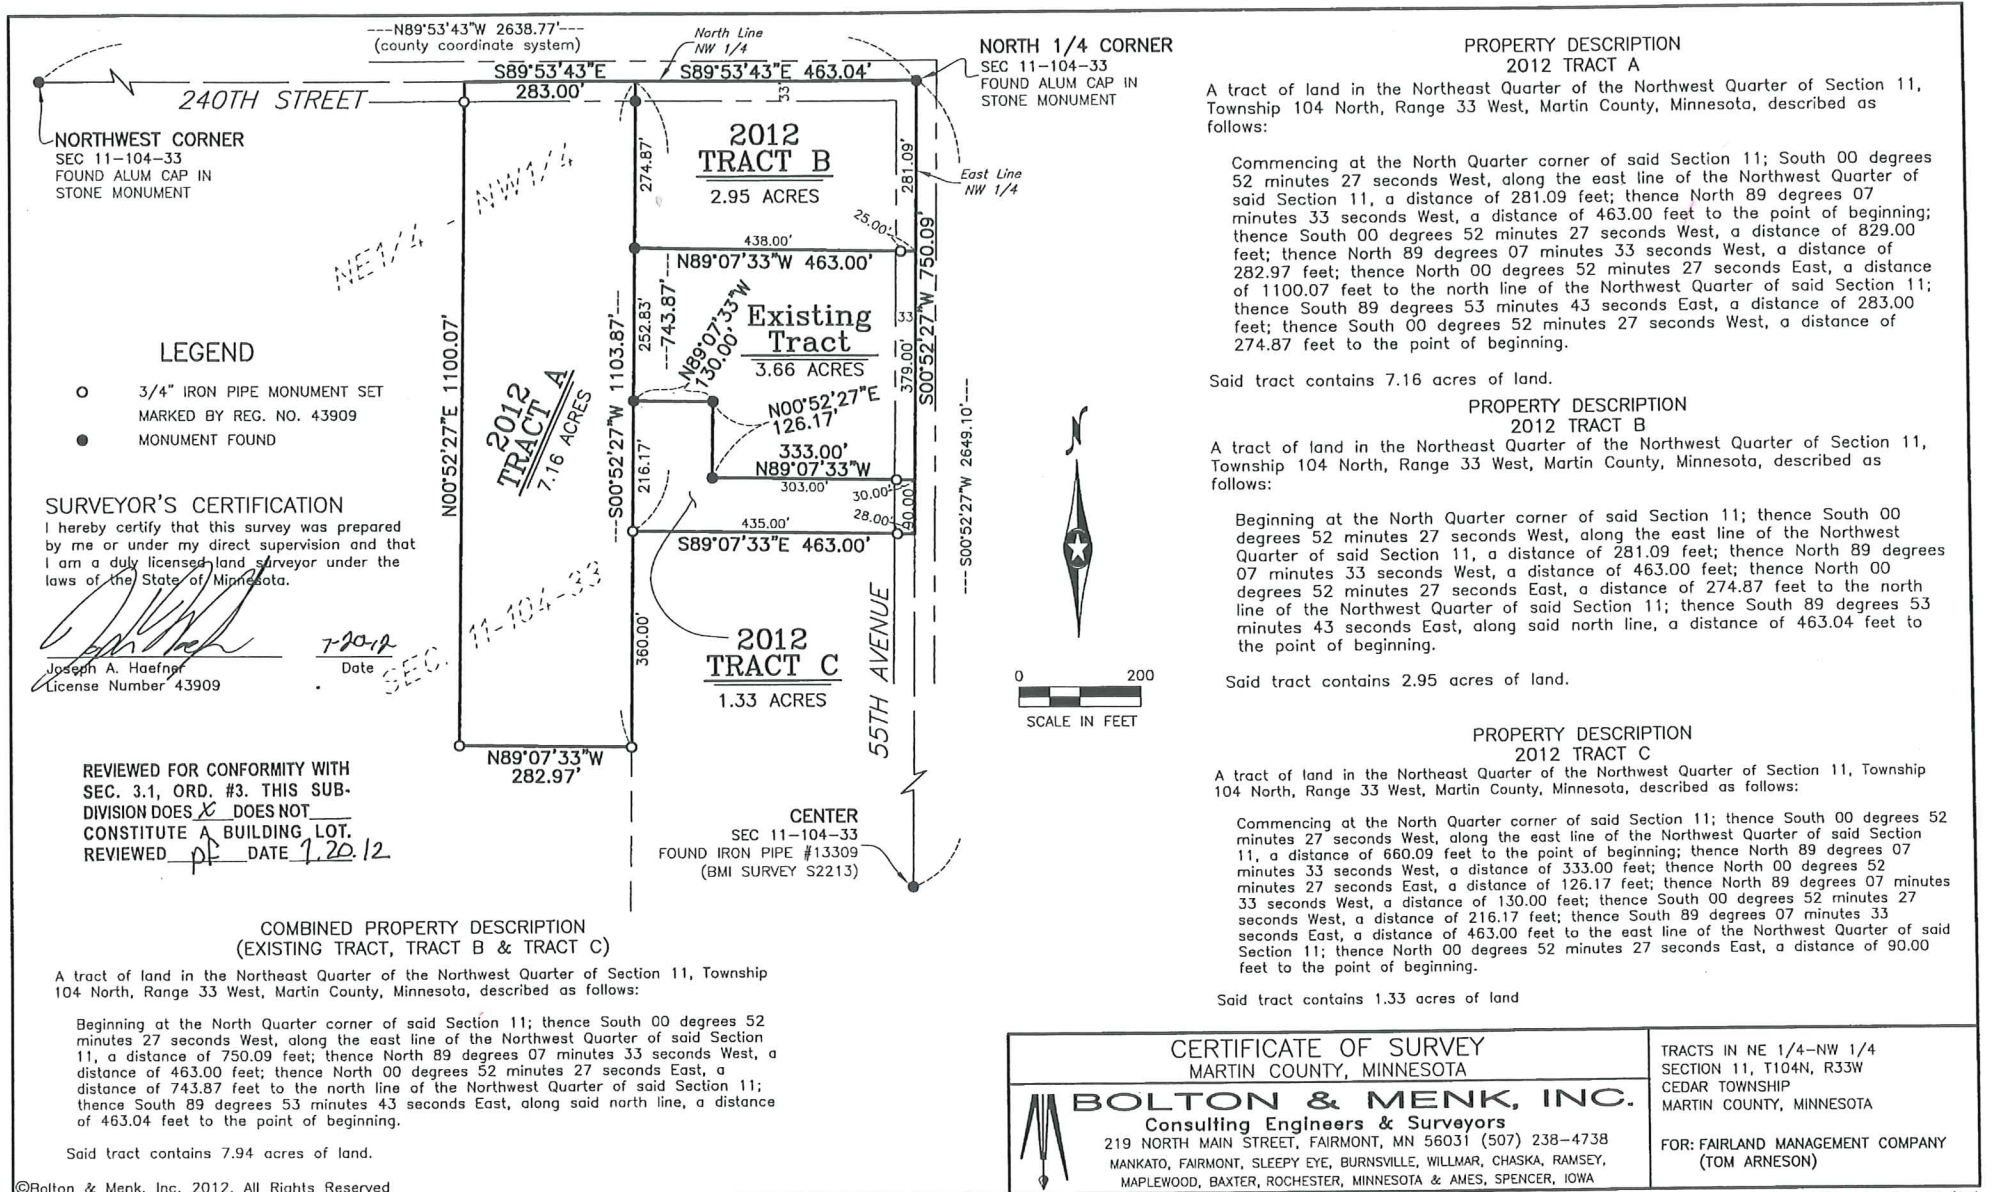 ---N89°53'43"W 2638.77'---
(county coordinate system)
North Line
NW 1/4
S89°53'43"E
283.00'
S89°53'43"E 463.04'
33'
240TH STREET
NORTH 1/4 CORNER
SEC 11-104-33
FOUND ALUM CAP IN
STONE MONUMENT
NORTHWEST CORNER
SEC 11-104-33
FOUND ALUM CAP IN
STONE MONUMENT
NE1/4 - NW1/4
2012
TRACT B
2.95 ACRES
274.87'
281.09'
East Line
NW 1/4
25.00'
438.00'
N89°07'33"W 463.00'
252.83'
---743.87'---
N89°07'33"W
130.00'
Existing
Tract
3.66 ACRES
33
379.00'
S00°52'27"W 750.09'
N00°52'27"E
126.17'
333.00'
N89°07'33"W
303.00'
30.00'
28.00'
90.00'
216.17'
435.00'
S89°07'33"E 463.00'
---S00°52'27"W 1103.87'---
N00°52'27"E 1100.07'
2012
TRACT A
7.16 ACRES
---S00°52'27"W 2649.10'---
SEC. 11-104-33
360.00'
2012
TRACT C
1.33 ACRES
55TH AVENUE
N89°07'33"W
282.97'
N
0 200
SCALE IN FEET
CENTER
SEC 11-104-33
FOUND IRON PIPE #13309
(BMI SURVEY S2213)
LEGEND
3/4" IRON PIPE MONUMENT SET
MARKED BY REG. NO. 43909
MONUMENT FOUND
SURVEYOR'S CERTIFICATION
I hereby certify that this survey was prepared
by me or under my direct supervision and that
I am a duly licensed land surveyor under the
laws of the State of Minnesota.
7-20-12
Joseph A. Haefner Date
License Number 43909
REVIEWED FOR CONFORMITY WITH
SEC. 3.1, ORD. #3. THIS SUB-
DIVISION DOES X DOES NOT
CONSTITUTE A BUILDING LOT.
REVIEWED pf DATE 7.20.12
COMBINED PROPERTY DESCRIPTION
(EXISTING TRACT, TRACT B & TRACT C)
A tract of land in the Northeast Quarter of the Northwest Quarter of Section 11, Township
104 North, Range 33 West, Martin County, Minnesota, described as follows:
Beginning at the North Quarter corner of said Section 11; thence South 00 degrees 52
minutes 27 seconds West, along the east line of the Northwest Quarter of said Section
11, a distance of 750.09 feet; thence North 89 degrees 07 minutes 33 seconds West, a
distance of 463.00 feet; thence North 00 degrees 52 minutes 27 seconds East, a
distance of 743.87 feet to the north line of the Northwest Quarter of said Section 11;
thence South 89 degrees 53 minutes 43 seconds East, along said north line, a distance
of 463.04 feet to the point of beginning.
Said tract contains 7.94 acres of land.
©Bolton & Menk, Inc. 2012, All Rights Reserved
PROPERTY DESCRIPTION
2012 TRACT A
A tract of land in the Northeast Quarter of the Northwest Quarter of Section 11,
Township 104 North, Range 33 West, Martin County, Minnesota, described as
follows:
Commencing at the North Quarter corner of said Section 11; South 00 degrees
52 minutes 27 seconds West, along the east line of the Northwest Quarter of
said Section 11, a distance of 281.09 feet; thence North 89 degrees 07
minutes 33 seconds West, a distance of 463.00 feet to the point of beginning;
thence South 00 degrees 52 minutes 27 seconds West, a distance of 829.00
feet; thence North 89 degrees 07 minutes 33 seconds West, a distance of
282.97 feet; thence North 00 degrees 52 minutes 27 seconds East, a distance
of 1100.07 feet to the north line of the Northwest Quarter of said Section 11;
thence South 89 degrees 53 minutes 43 seconds East, a distance of 283.00
feet; thence South 00 degrees 52 minutes 27 seconds West, a distance of
274.87 feet to the point of beginning.
Said tract contains 7.16 acres of land.
PROPERTY DESCRIPTION
2012 TRACT B
A tract of land in the Northeast Quarter of the Northwest Quarter of Section 11,
Township 104 North, Range 33 West, Martin County, Minnesota, described as
follows:
Beginning at the North Quarter corner of said Section 11; thence South 00
degrees 52 minutes 27 seconds West, along the east line of the Northwest
Quarter of said Section 11, a distance of 281.09 feet; thence North 89 degrees
07 minutes 33 seconds West, a distance of 463.00 feet; thence North 00
degrees 52 minutes 27 seconds East, a distance of 274.87 feet to the north
line of the Northwest Quarter of said Section 11; thence South 89 degrees 53
minutes 43 seconds East, along said north line, a distance of 463.04 feet to
the point of beginning.
Said tract contains 2.95 acres of land.
PROPERTY DESCRIPTION
2012 TRACT C
A tract of land in the Northeast Quarter of the Northwest Quarter of Section 11, Township
104 North, Range 33 West, Martin County, Minnesota, described as follows:
Commencing at the North Quarter corner of said Section 11; thence South 00 degrees 52
minutes 27 seconds West, along the east line of the Northwest Quarter of said Section
11, a distance of 660.09 feet to the point of beginning; thence North 89 degrees 07
minutes 33 seconds West, a distance of 333.00 feet; thence North 00 degrees 52
minutes 27 seconds East, a distance of 126.17 feet; thence North 89 degrees 07 minutes
33 seconds West, a distance of 130.00 feet; thence South 00 degrees 52 minutes 27
seconds West, a distance of 216.17 feet; thence South 89 degrees 07 minutes 33
seconds East, a distance of 463.00 feet to the east line of the Northwest Quarter of said
Section 11; thence North 00 degrees 52 minutes 27 seconds East, a distance of 90.00
feet to the point of beginning.
Said tract contains 1.33 acres of land
CERTIFICATE OF SURVEY
MARTIN COUNTY, MINNESOTA
BOLTON & MENK, INC.
Consulting Engineers & Surveyors
219 NORTH MAIN STREET, FAIRMONT, MN 56031 (507) 238-4738
MANKATO, FAIRMONT, SLEEPY EYE, BURNSVILLE, WILLMAR, CHASKA, RAMSEY,
MAPLEWOOD, BAXTER, ROCHESTER, MINNESOTA & AMES, SPENCER, IOWA
TRACTS IN NE 1/4-NW 1/4
SECTION 11, T104N, R33W
CEDAR TOWNSHIP
MARTIN COUNTY, MINNESOTA
FOR: FAIRLAND MANAGEMENT COMPANY
(TOM ARNESON)